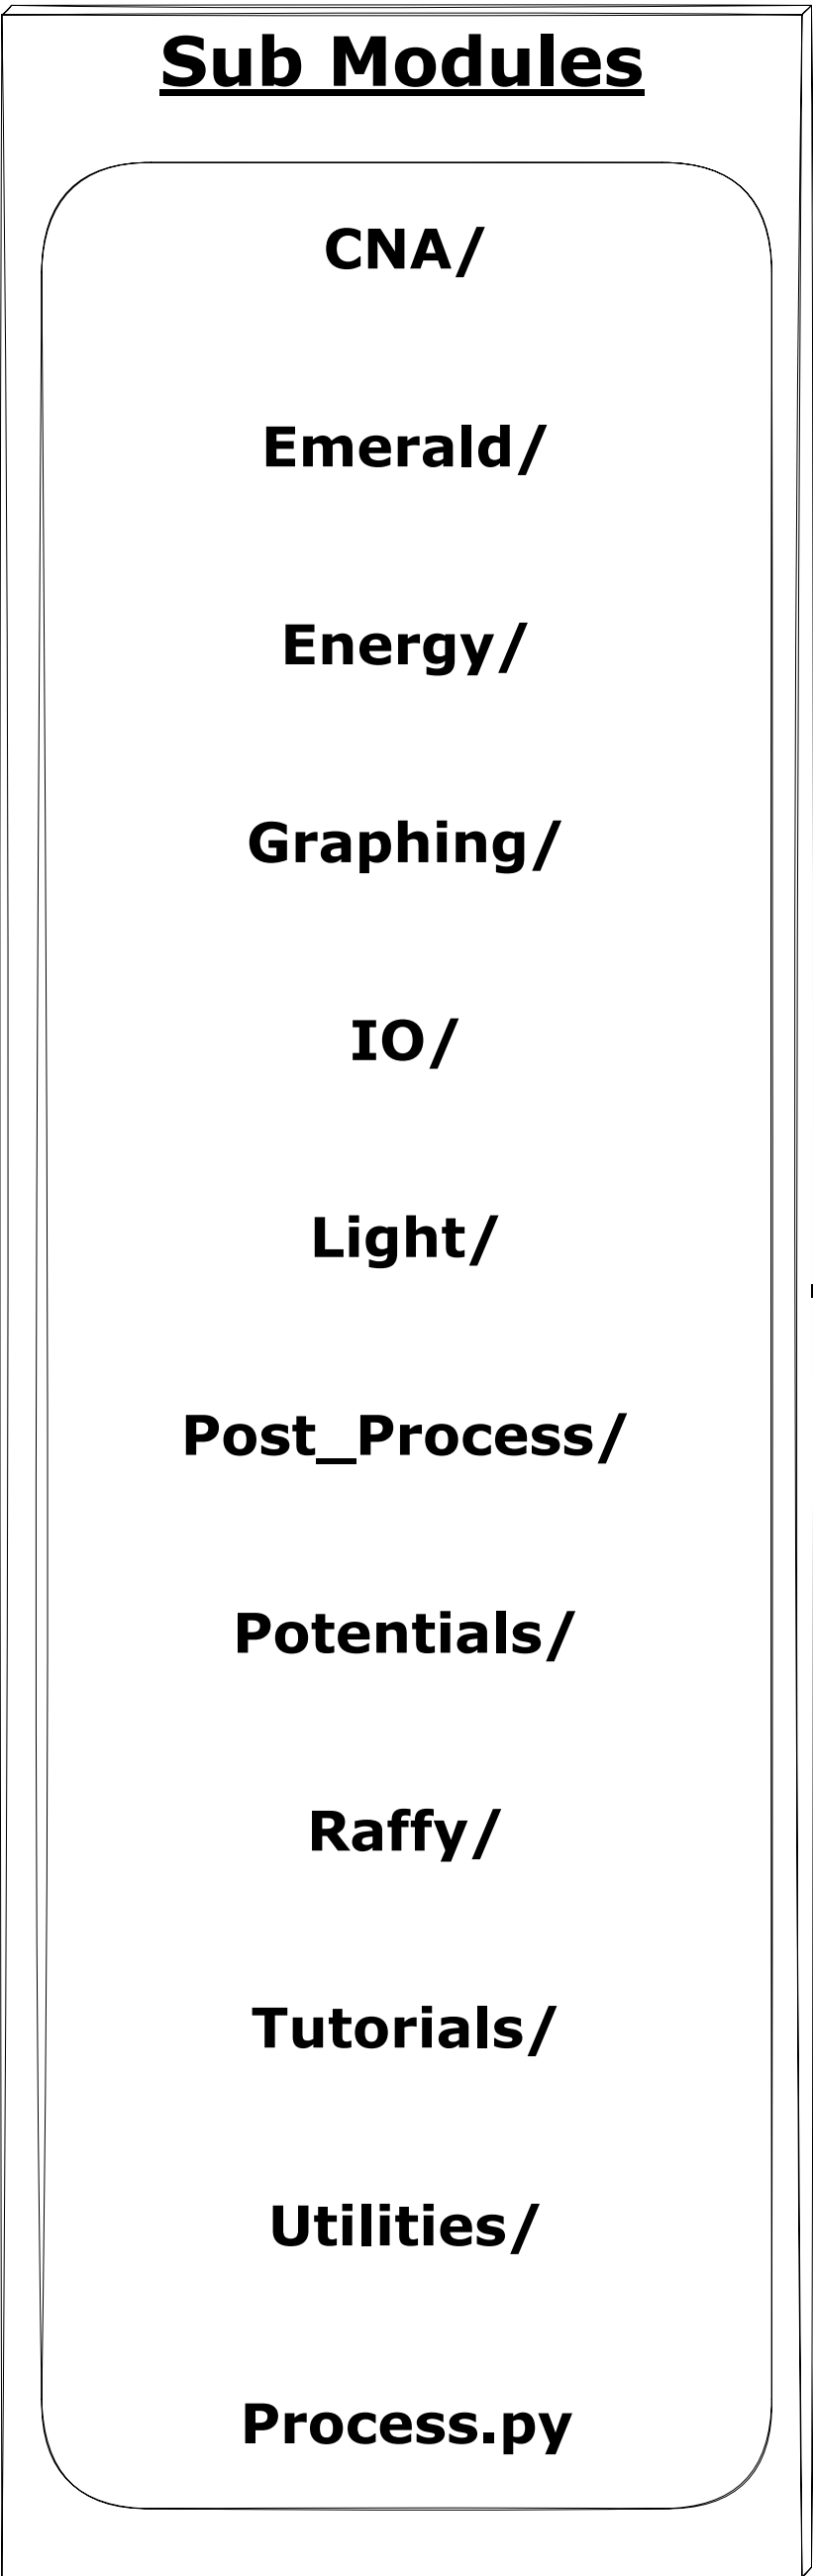 Sub Modules
CNA/
Emerald/
Energy/
Graphing/
IO/
Light/
Post_Process/
Potentials/
Raffy/
Tutorials/
Utilities/
Process.py